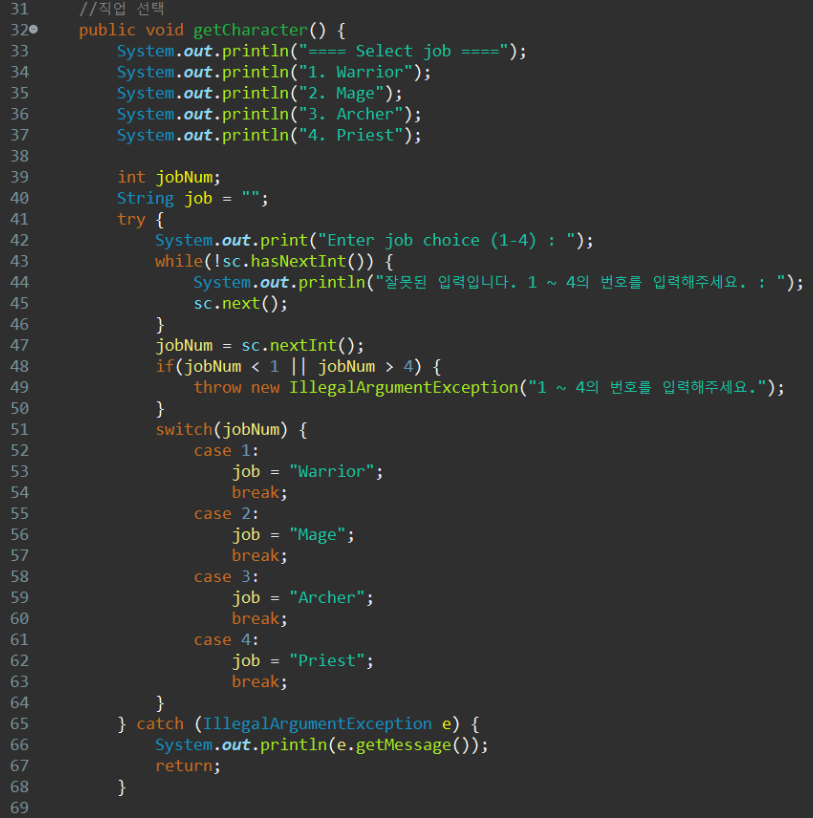 31 //직업 선택
32 public void getCharacter() {
33 System.out.println("==== Select job ====");
34 System.out.println("1. Warrior");
35 System.out.println("2. Mage");
36 System.out.println("3. Archer");
37 System.out.println("4. Priest");
38
39 int jobNum;
40 String job = "";
41 try {
42 System.out.print("Enter job choice (1-4) : ");
43 while(!sc.hasNextInt()) {
44 System.out.println("잘못된 입력입니다. 1 ~ 4의 번호를 입력해주세요. : ");
45 sc.next();
46 }
47 jobNum = sc.nextInt();
48 if(jobNum < 1 || jobNum > 4) {
49 throw new IllegalArgumentException("1 ~ 4의 번호를 입력해주세요.");
50 }
51 switch(jobNum) {
52 case 1:
53 job = "Warrior";
54 break;
55 case 2:
56 job = "Mage";
57 break;
58 case 3:
59 job = "Archer";
60 break;
61 case 4:
62 job = "Priest";
63 break;
64 }
65 } catch (IllegalArgumentException e) {
66 System.out.println(e.getMessage());
67 return;
68 }
69